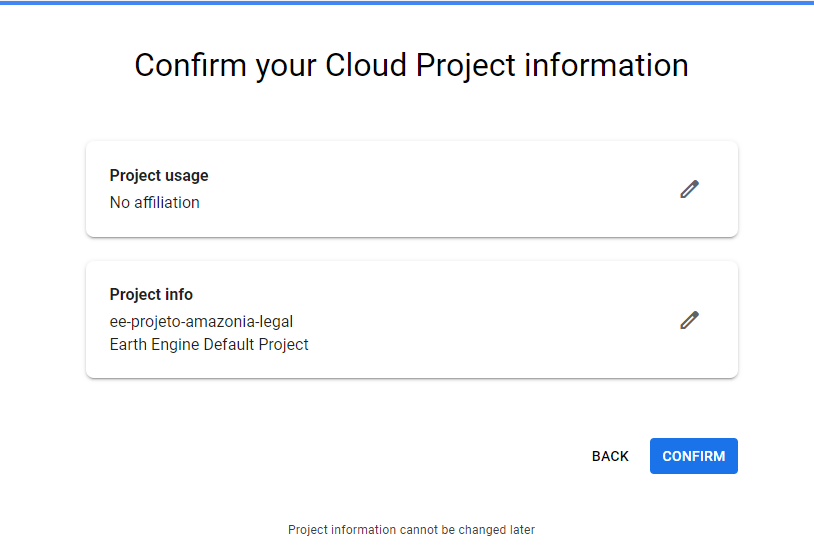 Confirm your Cloud Project information
Project usage
No affiliation
Project info
ee-projeto-amazonia-legal
Earth Engine Default Project
BACK
CONFIRM
Project information cannot be changed later